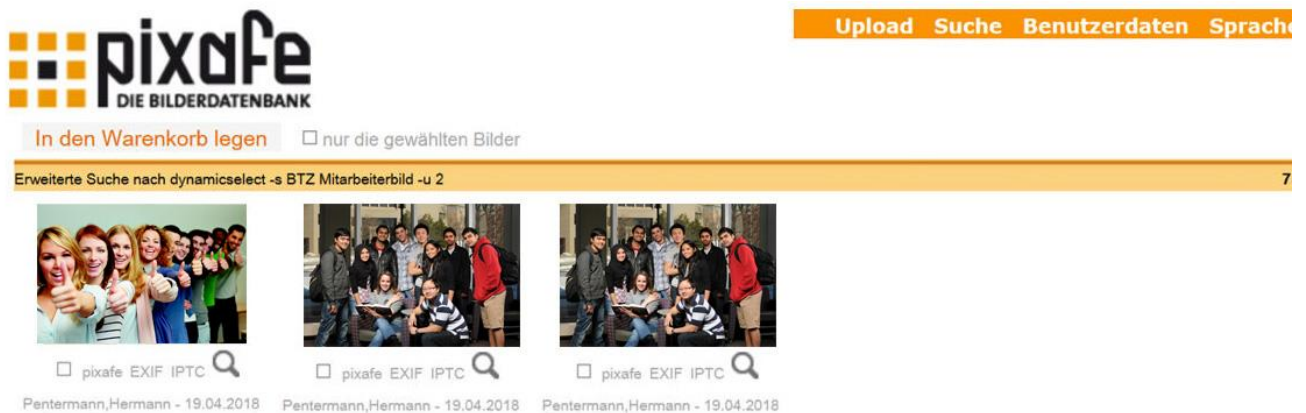 Upload Suche Benutzerdaten Sprache
pixafe
DIE BILDERDATENBANK
In den Warenkorb legen nur die gewählten Bilder
Erweiterte Suche nach dynamicselect -s BTZ Mitarbeiterbild -u 2
pixafe EXIF IPTC pixafe EXIF IPTC pixafe EXIF IPTC
Pentermann,Hermann - 19.04.2018 Pentermann,Hermann - 19.04.2018 Pentermann,Hermann - 19.04.2018